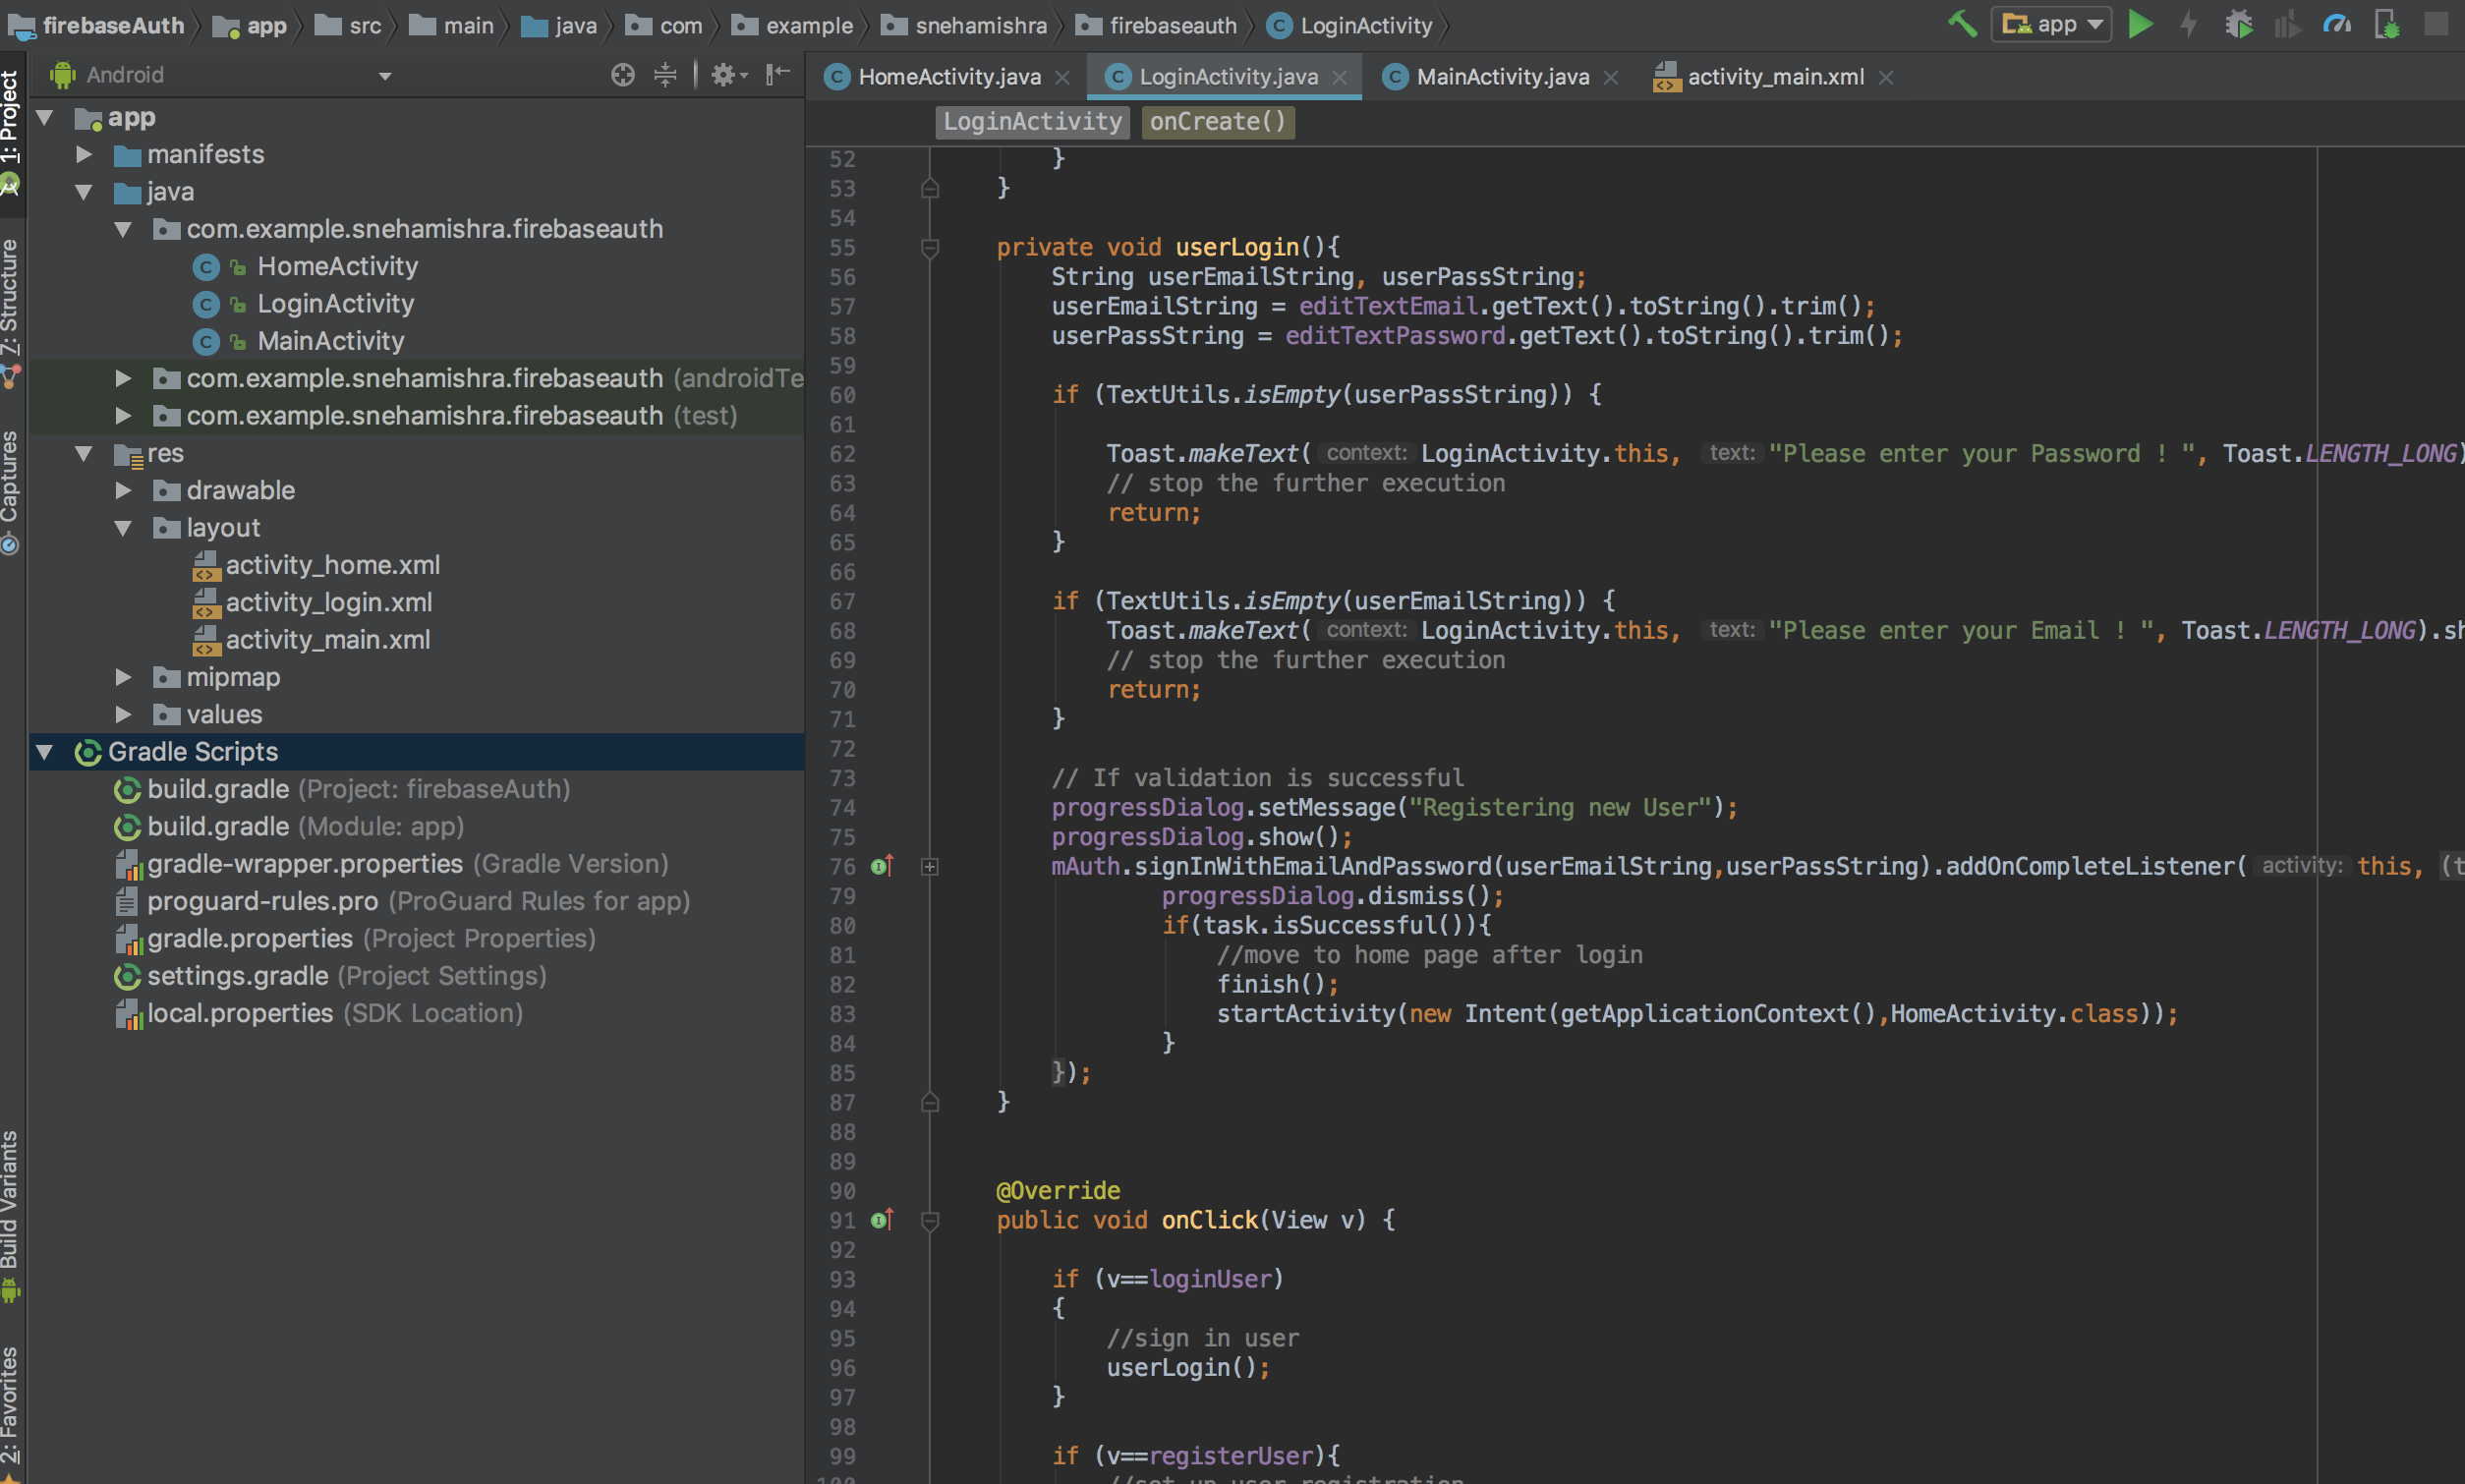 firebaseAuth app src main java com example snehamishra firebaseauth LoginActivity
app
1: Project
7: Structure
Captures
Build Variants
2: Favorites
Android
app
manifests
java
com.example.snehamishra.firebaseauth
HomeActivity
LoginActivity
MainActivity
com.example.snehamishra.firebaseauth (androidTe
com.example.snehamishra.firebaseauth (test)
res
drawable
layout
activity_home.xml
activity_login.xml
activity_main.xml
mipmap
values
Gradle Scripts
build.gradle (Project: firebaseAuth)
build.gradle (Module: app)
gradle-wrapper.properties (Gradle Version)
proguard-rules.pro (ProGuard Rules for app)
gradle.properties (Project Properties)
settings.gradle (Project Settings)
local.properties (SDK Location)
HomeActivity.java LoginActivity.java MainActivity.java activity_main.xml
LoginActivity onCreate()
52 }
53 }
54
55 private void userLogin(){
56 String userEmailString, userPassString;
57 userEmailString = editTextEmail.getText().toString().trim();
58 userPassString = editTextPassword.getText().toString().trim();
59
60 if (TextUtils.isEmpty(userPassString)) {
61
62 Toast.makeText( context: LoginActivity.this, text: "Please enter your Password ! ", Toast.LENGTH_LONG)
63 // stop the further execution
64 return;
65 }
66
67 if (TextUtils.isEmpty(userEmailString)) {
68 Toast.makeText( context: LoginActivity.this, text: "Please enter your Email ! ", Toast.LENGTH_LONG).sh
69 // stop the further execution
70 return;
71 }
72
73 // If validation is successful
74 progressDialog.setMessage("Registering new User");
75 progressDialog.show();
76 mAuth.signInWithEmailAndPassword(userEmailString,userPassString).addOnCompleteListener( activity: this, (t
79 progressDialog.dismiss();
80 if(task.isSuccessful()){
81 //move to home page after login
82 finish();
83 startActivity(new Intent(getApplicationContext(),HomeActivity.class));
84 }
85 });
87 }
88
89
90 @Override
91 public void onClick(View v) {
92
93 if (v==loginUser)
94 {
95 //sign in user
96 userLogin();
97 }
98
99 if (v==registerUser){
100 //set up user registration